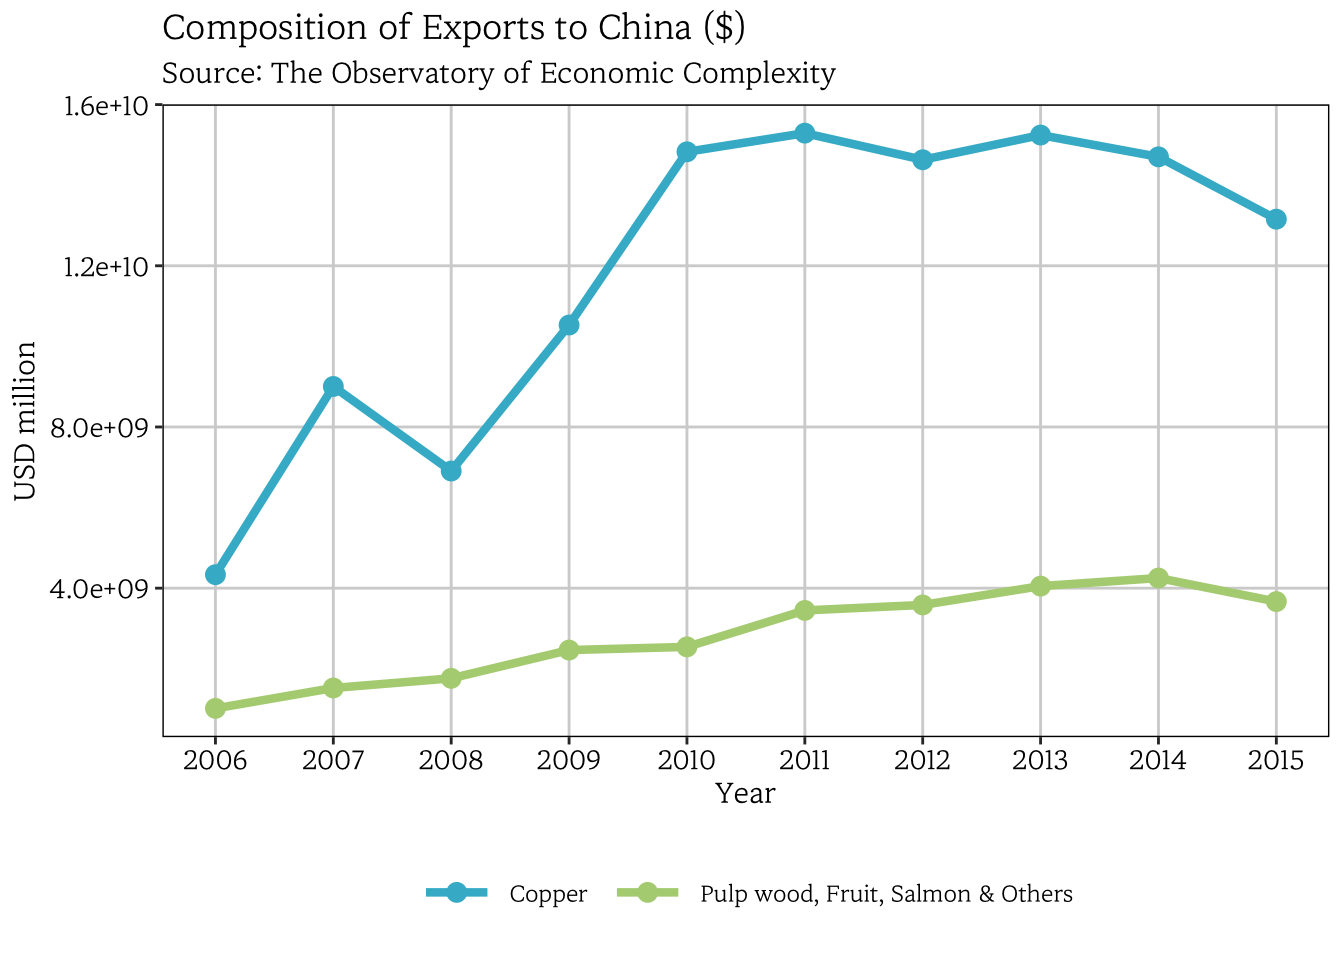 Composition of Exports to China ($)
Source: The Observatory of Economic Complexity
1.6e+10
1.2e+10
8.0e+09
4.0e+09
USD million
2006 2007 2008 2009 2010 2011 2012 2013 2014 2015
Year
Copper Pulp wood, Fruit, Salmon & Others